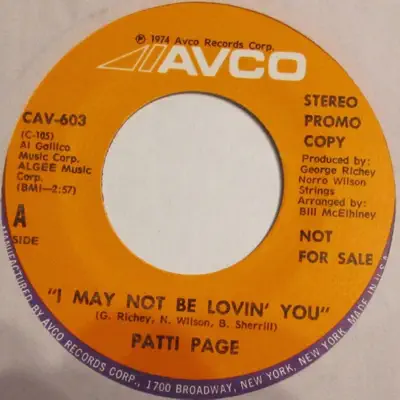 ℗ 1974 Avco Records Corp.
AVCO
CAV-603
(C-105)
Al Gallico
Music Corp.
ALGEE Music
Corp.
(BMI-2:57)
A
SIDE
STEREO
PROMO
COPY
Produced by:
George Richey
Norro Wilson
Strings
Arranged by:
Bill McElhiney
NOT
FOR SALE
"I MAY NOT BE LOVIN' YOU"
(G. Richey, N. Wilson, B. Sherrill)
PATTI PAGE
MANUFACTURED BY AVCO RECORDS CORP., 1700 BROADWAY, NEW YORK, NEW YORK MADE IN U.S.A.